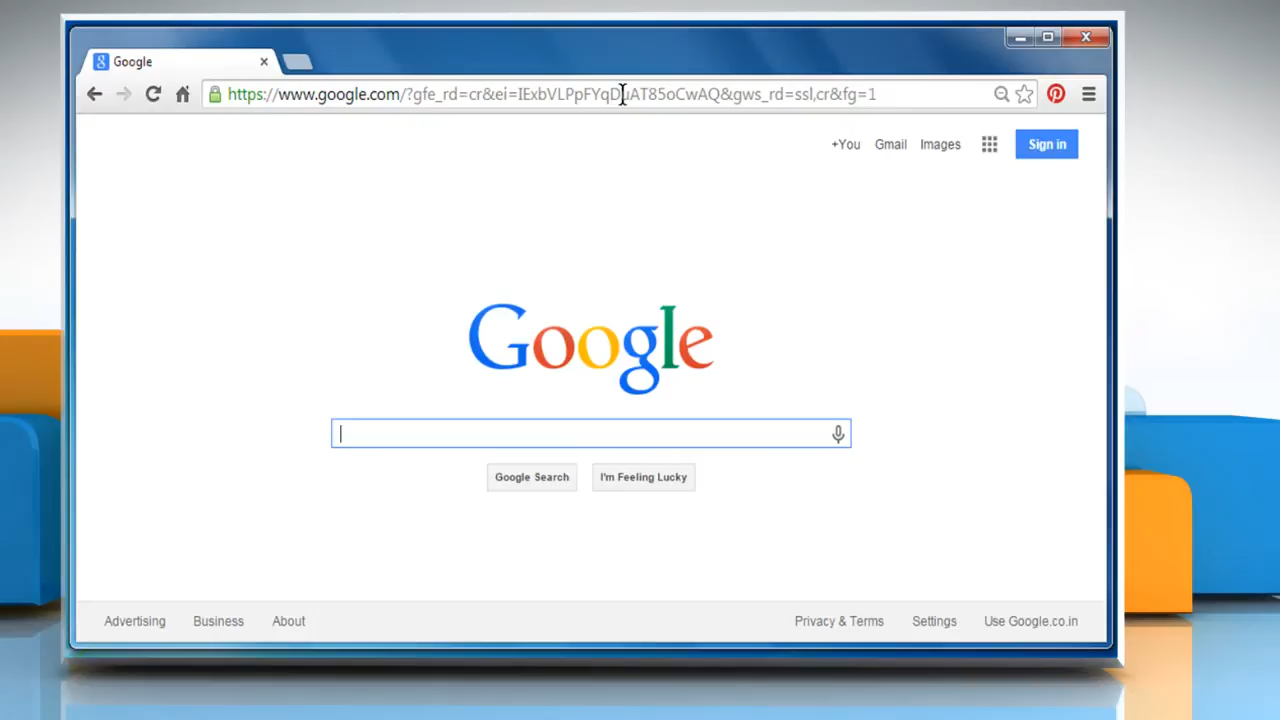 Google
https://www.google.com/?gfe_rd=cr&ei=IExbVLPpFYqDuAT85oCwAQ&gws_rd=ssl,cr&fg=1
+You Gmail Images Sign in
Google
Google Search I'm Feeling Lucky
Advertising Business About Privacy & Terms Settings Use Google.co.in